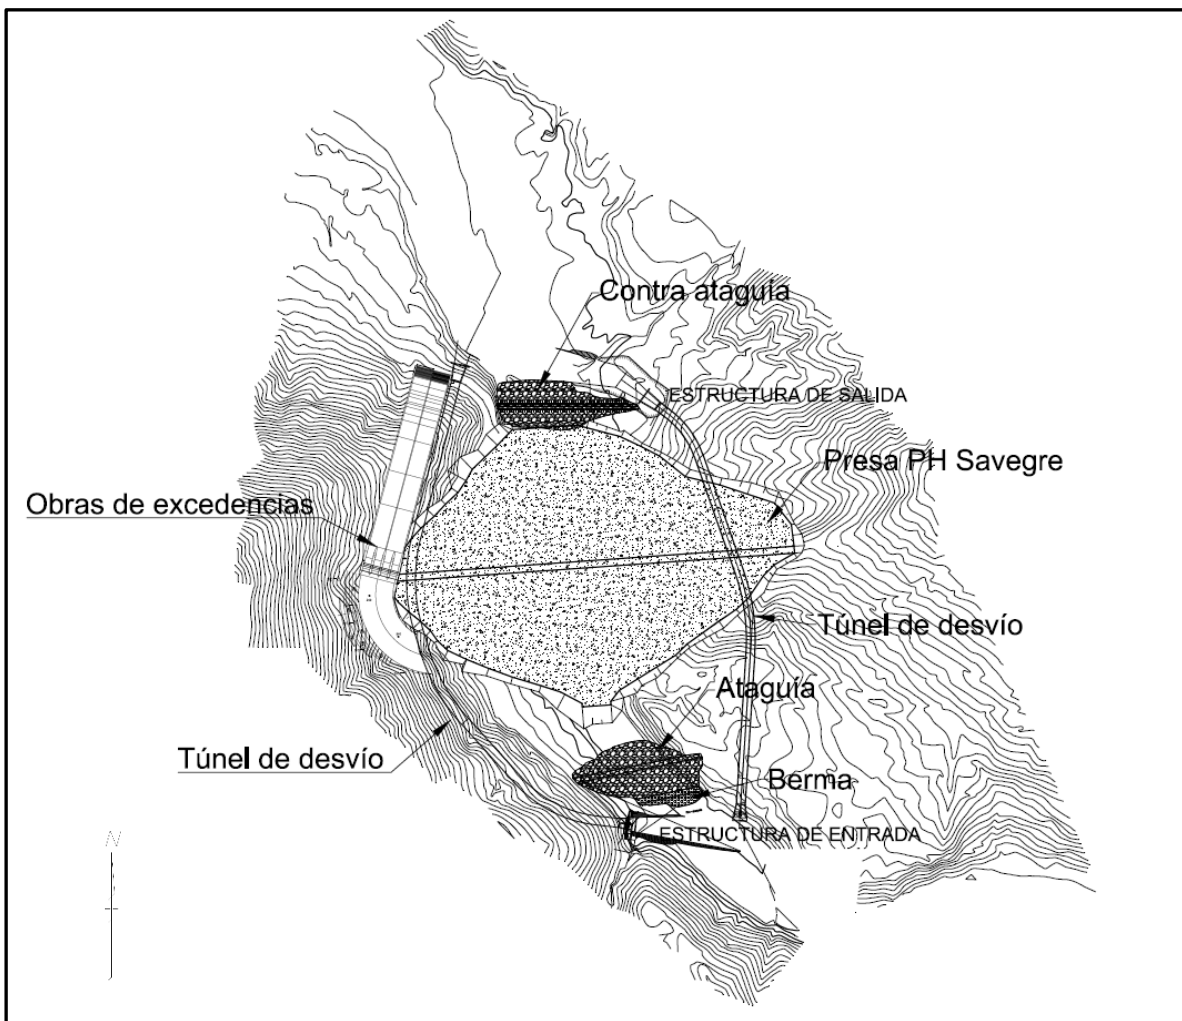 Contra ataguía
ESTRUCTURA DE SALIDA
Presa PH Savegre
Obras de excedencias
Túnel de desvío
Ataguía
Túnel de desvío
Berma
ESTRUCTURA DE ENTRADA
N